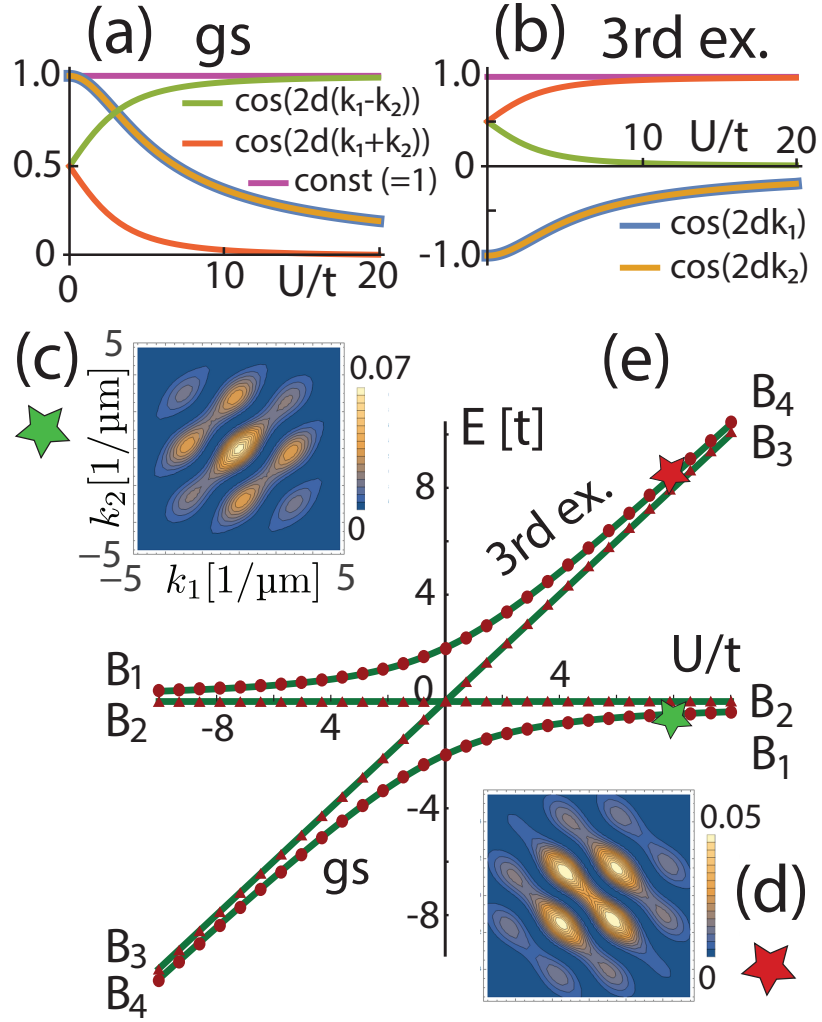 (a) gs
1.0
0.5
0
0
10
20
U/t
cos(2d(k₁-k₂))
cos(2d(k₁+k₂))
const (=1)
(b) 3rd ex.
1.0
0
-1.0
10
20
U/t
cos(2dk₁)
cos(2dk₂)
(c)
5
-5
k₂[1/μm]
-5
5
k₁[1/μm]
0.07
0
(e)
E [t]
B₄
B₃
8
3rd ex.
4
B₁
0
4
U/t
B₂
-8
-4
B₂
B₁
-4
gs
0.05
(d)
-8
0
B₃
B₄